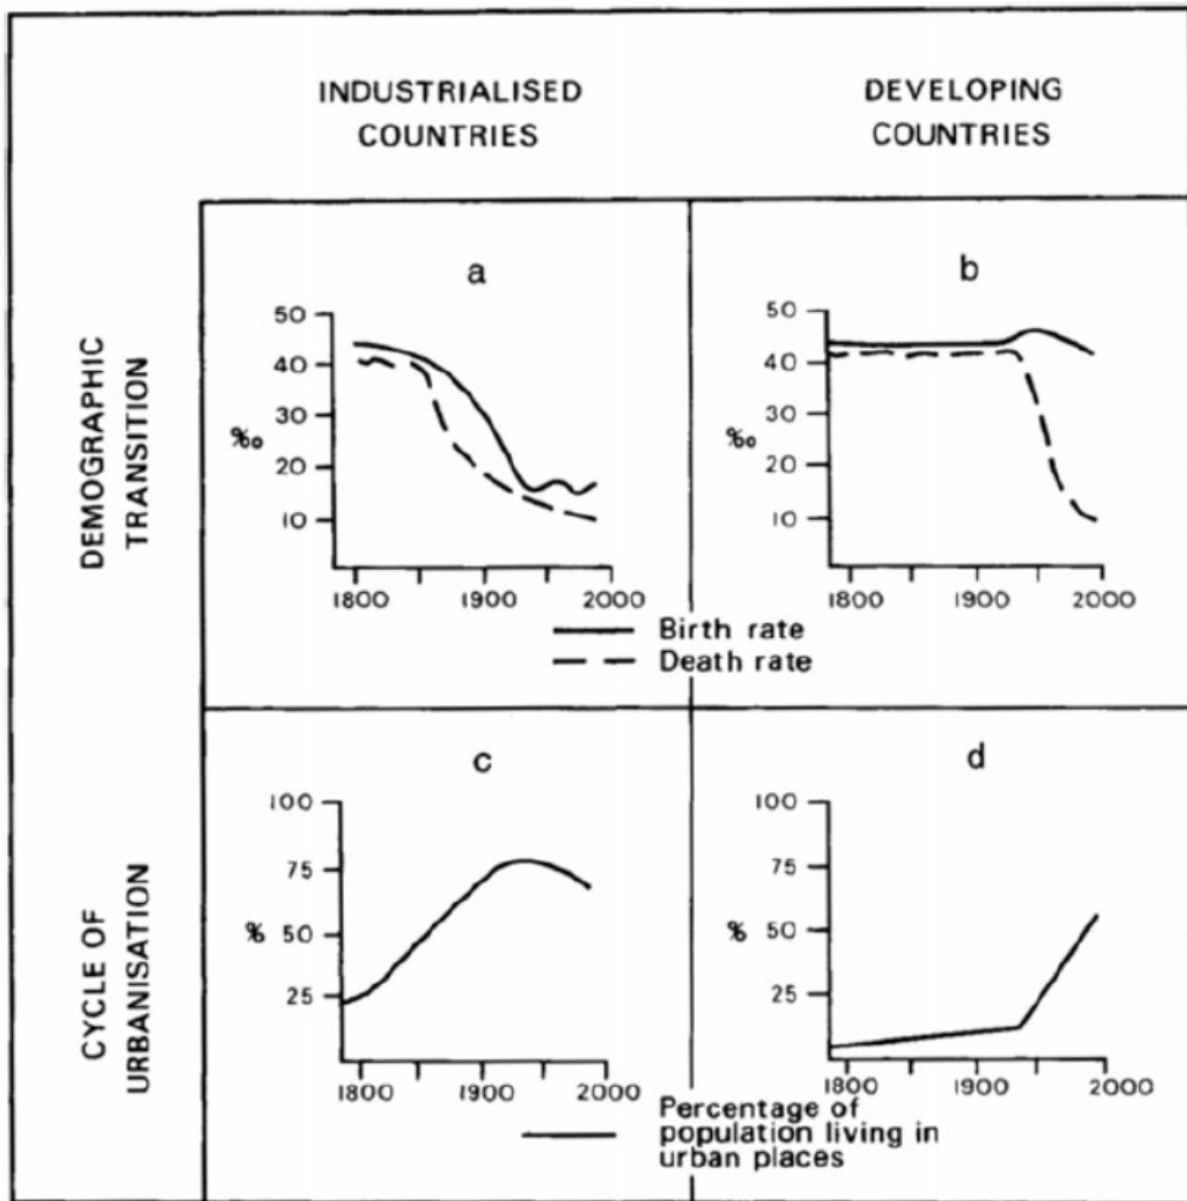 INDUSTRIALISED
COUNTRIES
DEVELOPING
COUNTRIES
DEMOGRAPHIC
TRANSITION
a
50
40
30
20
10
‰
1800
1900
2000
b
50
40
30
20
10
‰
1800
1900
2000
Birth rate
Death rate
CYCLE OF
URBANISATION
c
100
75
50
25
%
1800
1900
2000
d
100
75
50
25
%
1800
1900
2000
Percentage of
population living in
urban places